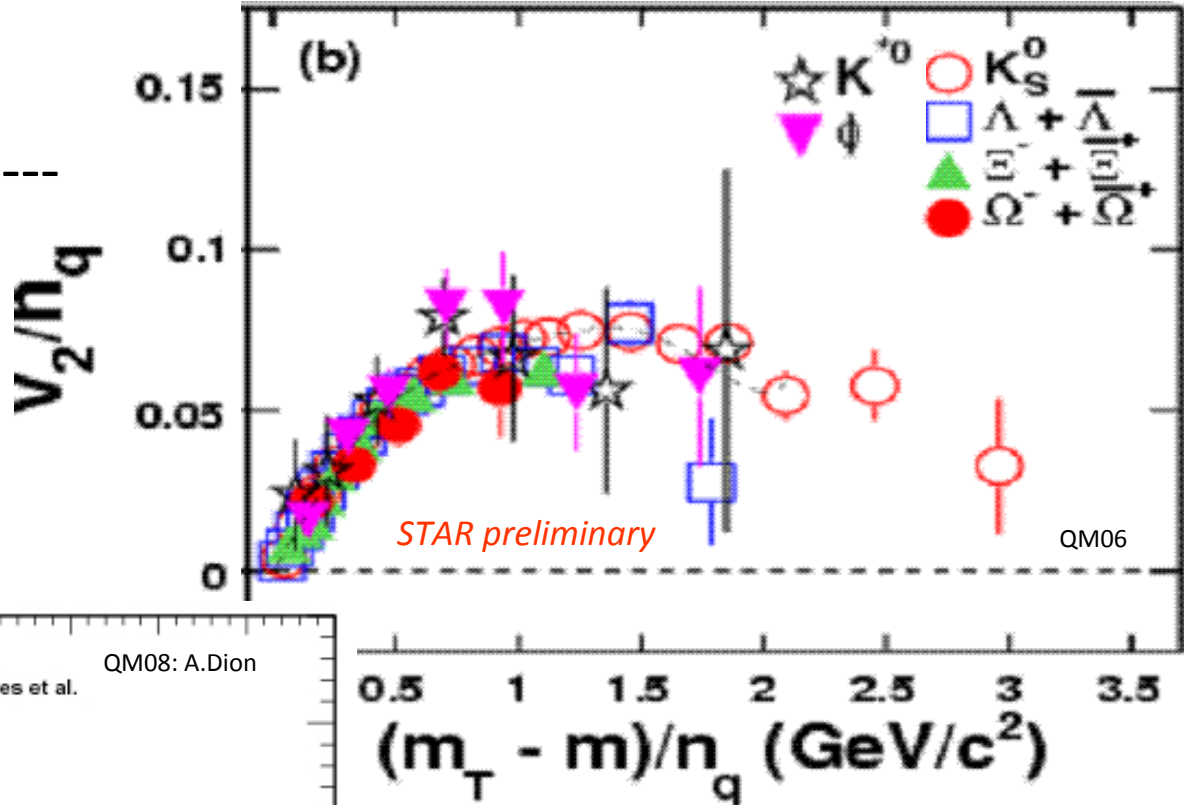 (b)
K*0
ϕ
K0S
Λ + Λ̅
Ξ- + Ξ̅+
Ω- + Ω̅+
0.15
0.1
0.05
0
V2/nq
---
STAR preliminary
QM06
QM08: A.Dion
es et al.
0.5 1 1.5 2 2.5 3 3.5
(mT - m)/nq (GeV/c2)